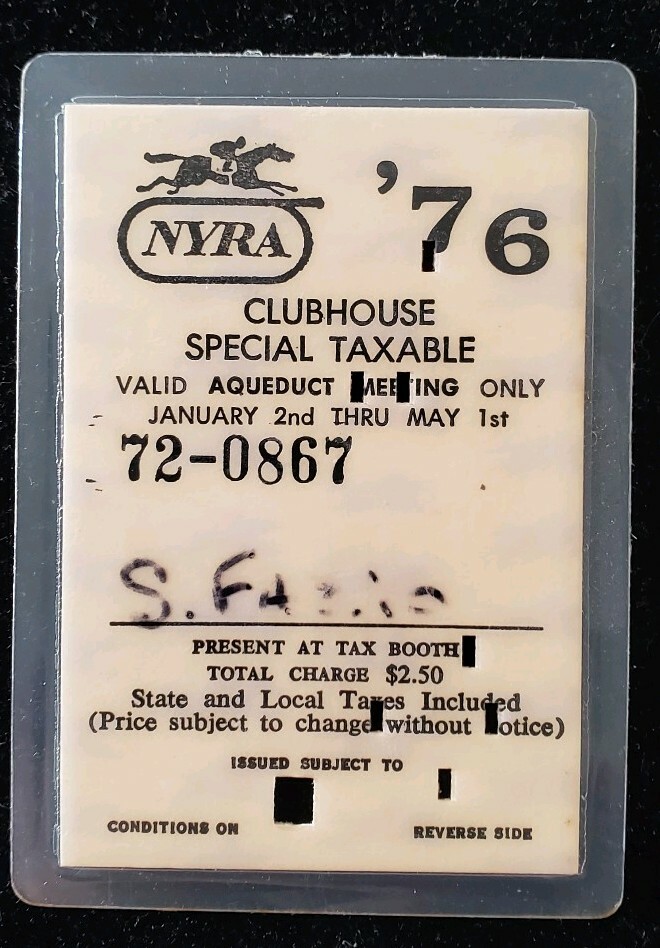 NYRA
'76
CLUBHOUSE
SPECIAL TAXABLE
VALID AQUEDUCT MEETING ONLY
JANUARY 2nd THRU MAY 1st
72-0867
S.
PRESENT AT TAX BOOTH
TOTAL CHARGE $2.50
State and Local Taxes Included
(Price subject to change without notice)
ISSUED SUBJECT TO
CONDITIONS ON REVERSE SIDE